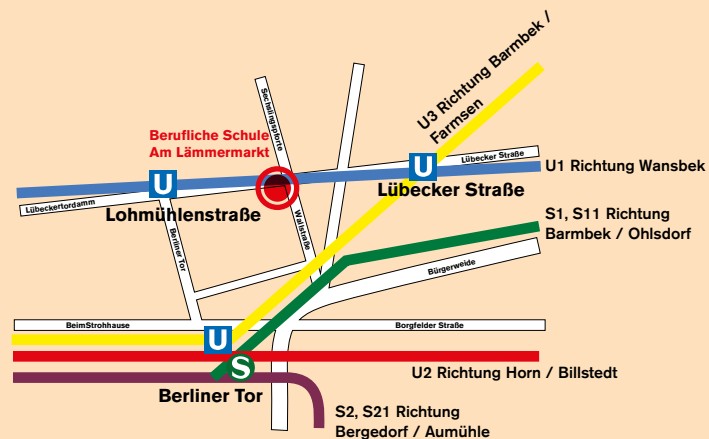 U3 Richtung Barmbek /
Farmsen
Sechslingspforte
Berufliche Schule
Am Lämmermarkt
Lübecker Straße
U
U
U1 Richtung Wansbek
Lübecker Straße
Lübeckertordamm
Lohmühlenstraße
Wallstraße
S1, S11 Richtung
Barmbek / Ohlsdorf
Berliner Tor
Bürgerweide
BeimStrohhause
Borgfelder Straße
U
S
U2 Richtung Horn / Billstedt
Berliner Tor
S2, S21 Richtung
Bergedorf / Aumühle